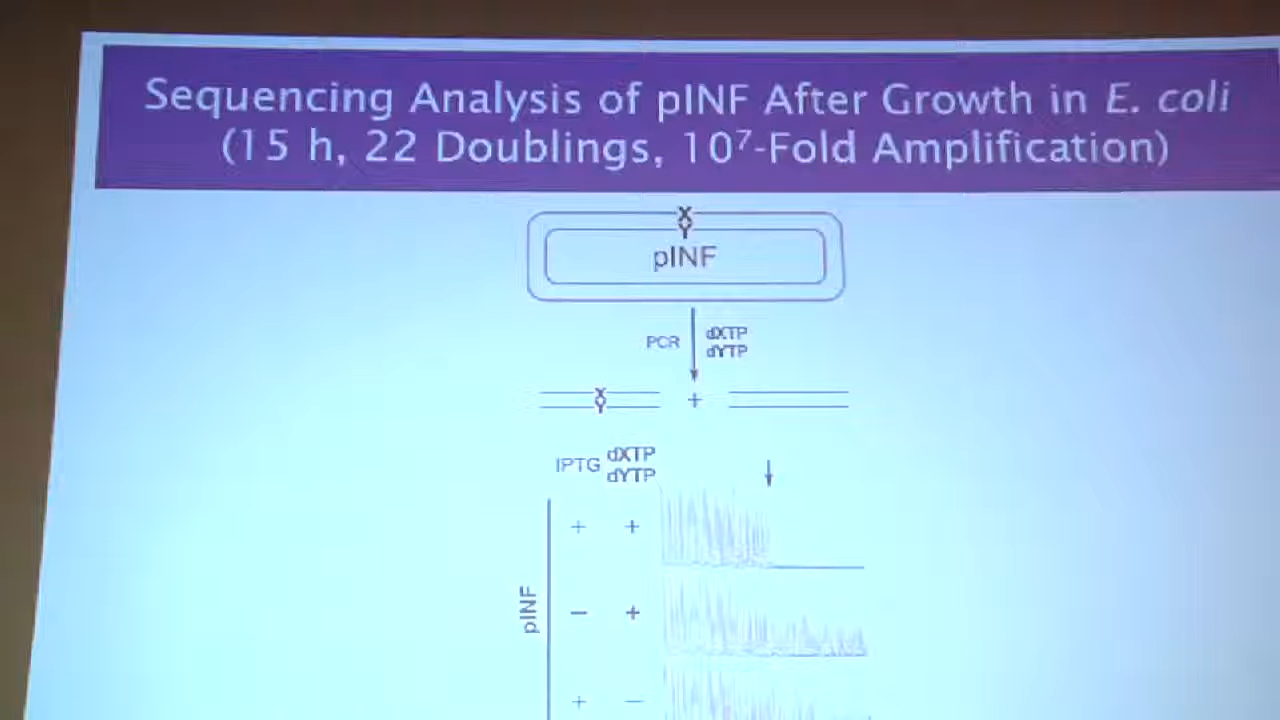 Sequencing Analysis of pINF After Growth in E. coli
(15 h, 22 Doublings, 10⁷-Fold Amplification)
X
Y
pINF
PCR
dXTP
dYTP
X
Y
+
IPTG
dXTP
dYTP
pINF
+ +
− +
+ −